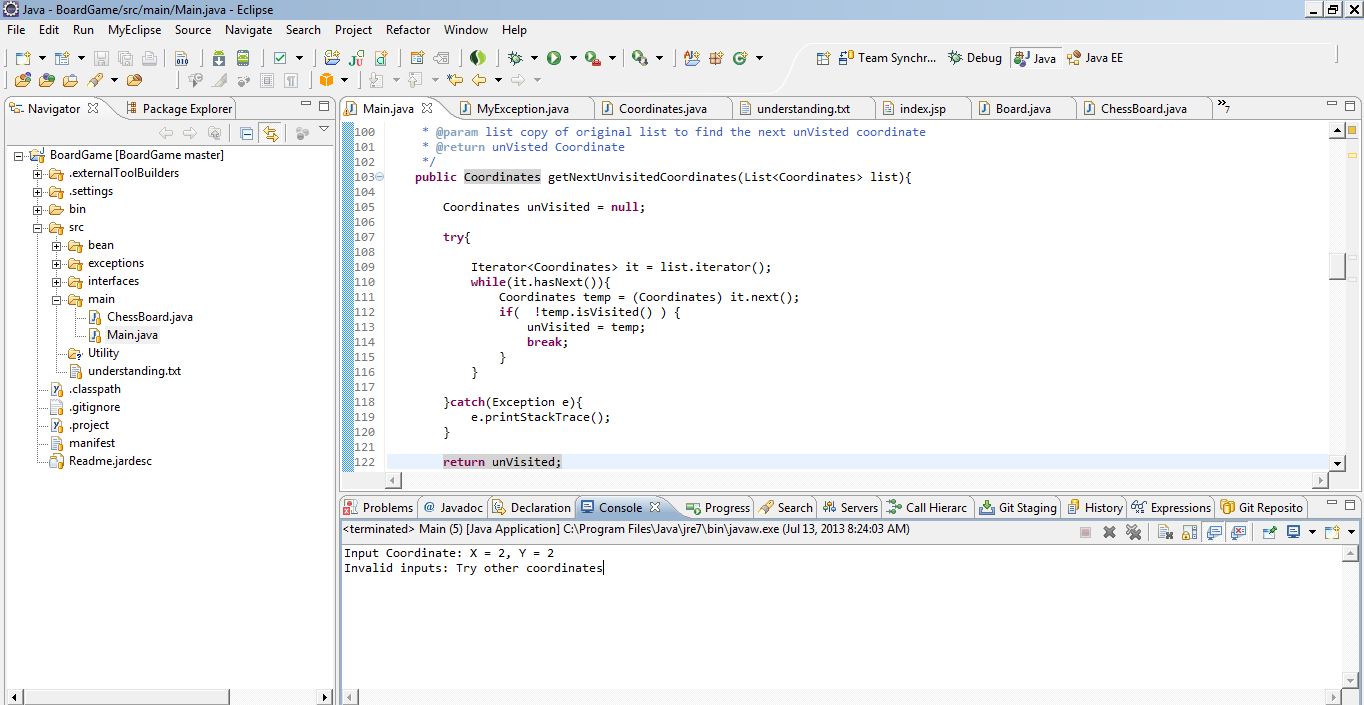 Java - BoardGame/src/main/Main.java - Eclipse
File Edit Run MyEclipse Source Navigate Search Project Refactor Window Help
Team Synchr... Debug Java Java EE
Navigator Package Explorer
BoardGame [BoardGame master]
.externalToolBuilders
.settings
bin
src
bean
exceptions
interfaces
main
ChessBoard.java
Main.java
Utility
understanding.txt
.classpath
.gitignore
.project
manifest
Readme.jardesc
Main.java MyException.java Coordinates.java understanding.txt index.jsp Board.java ChessBoard.java »7
100 * @param list copy of original list to find the next unVisted coordinate
101 * @return unVisted Coordinate
102 */
103 public Coordinates getNextUnvisitedCoordinates(List<Coordinates> list){
104
105 Coordinates unVisited = null;
106
107 try{
108
109 Iterator<Coordinates> it = list.iterator();
110 while(it.hasNext()){
111 Coordinates temp = (Coordinates) it.next();
112 if( !temp.isVisited() ) {
113 unVisited = temp;
114 break;
115 }
116 }
117
118 }catch(Exception e){
119 e.printStackTrace();
120 }
121
122 return unVisited;
Problems @ Javadoc Declaration Console Progress Search Servers Call Hierarc Git Staging History Expressions Git Reposito
<terminated> Main (5) [Java Application] C:\Program Files\Java\jre7\bin\javaw.exe (Jul 13, 2013 8:24:03 AM)
Input Coordinate: X = 2, Y = 2
Invalid inputs: Try other coordinates